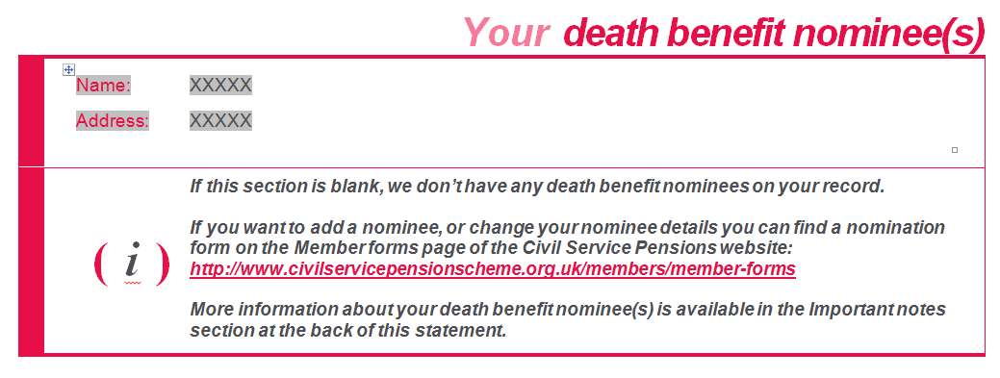 Your death benefit nominee(s)
Name: XXXXX
Address: XXXXX
If this section is blank, we don't have any death benefit nominees on your record.
If you want to add a nominee, or change your nominee details you can find a nomination
form on the Member forms page of the Civil Service Pensions website:
http://www.civilservicepensionscheme.org.uk/members/member-forms
( i )
More information about your death benefit nominee(s) is available in the Important notes
section at the back of this statement.